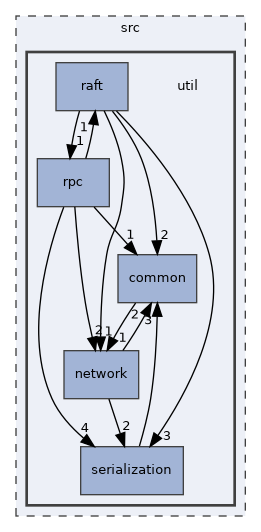 src
raft
util
1
1
rpc
1
2
common
2
3
2
1
1
network
4
2
3
serialization